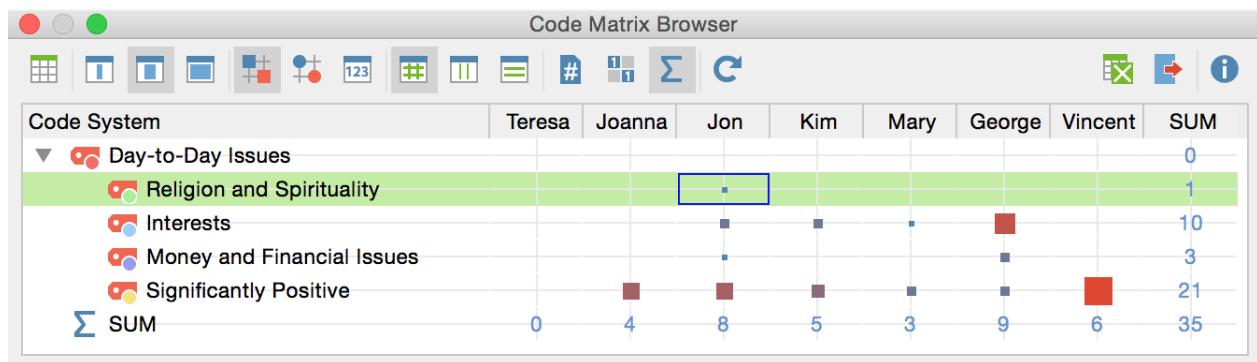 Code Matrix Browser
123 # 1 1 Σ i
Code System Teresa Joanna Jon Kim Mary George Vincent SUM
Day-to-Day Issues 0
Religion and Spirituality 1
Interests 10
Money and Financial Issues 3
Significantly Positive 21
Σ SUM 0 4 8 5 3 9 6 35